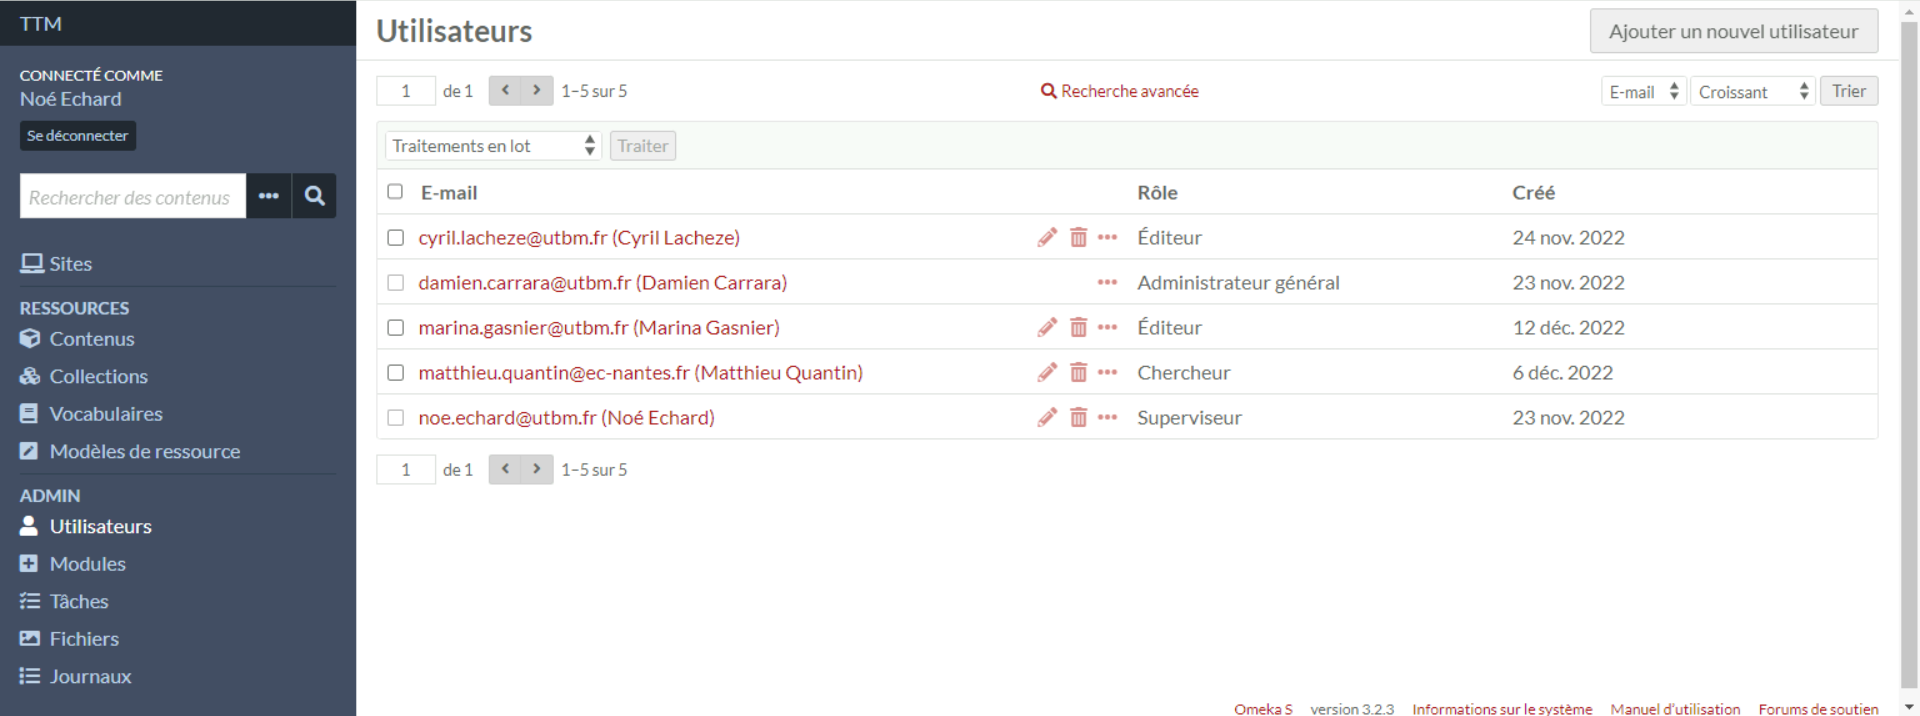 TTM
CONNECTÉ COMME
Noé Echard
Se déconnecter
Rechercher des contenus
Sites
RESSOURCES
Contenus
Collections
Vocabulaires
Modèles de ressource
ADMIN
Utilisateurs
Modules
Tâches
Fichiers
Journaux
Utilisateurs
Ajouter un nouvel utilisateur
1 de 1 1–5 sur 5
Recherche avancée
E-mail Croissant Trier
Traitements en lot Traiter
E-mail Rôle Créé
cyril.lacheze@utbm.fr (Cyril Lacheze) Éditeur 24 nov. 2022
damien.carrara@utbm.fr (Damien Carrara) Administrateur général 23 nov. 2022
marina.gasnier@utbm.fr (Marina Gasnier) Éditeur 12 déc. 2022
matthieu.quantin@ec-nantes.fr (Matthieu Quantin) Chercheur 6 déc. 2022
noe.echard@utbm.fr (Noé Echard) Superviseur 23 nov. 2022
1 de 1 1–5 sur 5
Omeka S version 3.2.3 Informations sur le système Manuel d'utilisation Forums de soutien